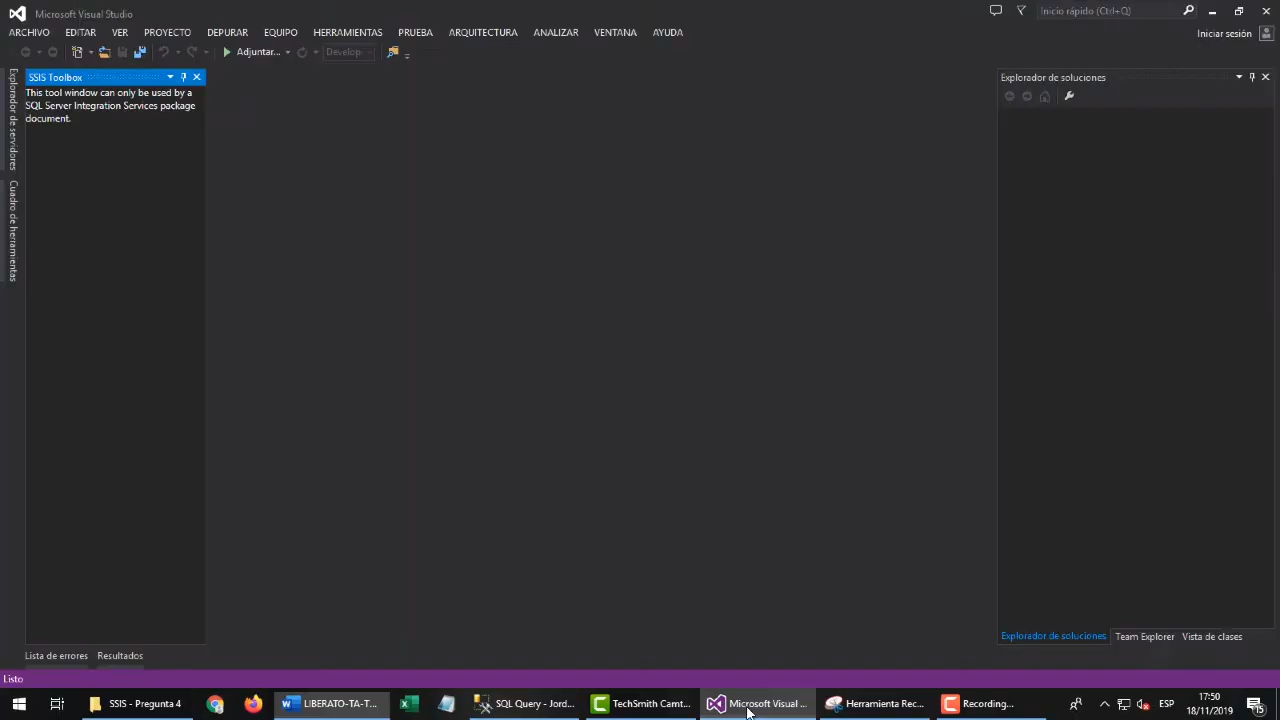 Microsoft Visual Studio
Inicio rápido (Ctrl+Q)
ARCHIVO EDITAR VER PROYECTO DEPURAR EQUIPO HERRAMIENTAS PRUEBA ARQUITECTURA ANALIZAR VENTANA AYUDA
Iniciar sesión
Adjuntar...
Develop
Explorador de servidores
Cuadro de herramientas
SSIS Toolbox
This tool window can only be used by a
SQL Server Integration Services package
document.
Explorador de soluciones
Explorador de soluciones Team Explorer Vista de clases
Lista de errores Resultados
Listo
SSIS - Pregunta 4
LIBERATO-TA-T...
SQL Query - Jord...
TechSmith Camt...
Microsoft Visual ...
Herramienta Rec...
Recording...
ESP
17:50
18/11/2019